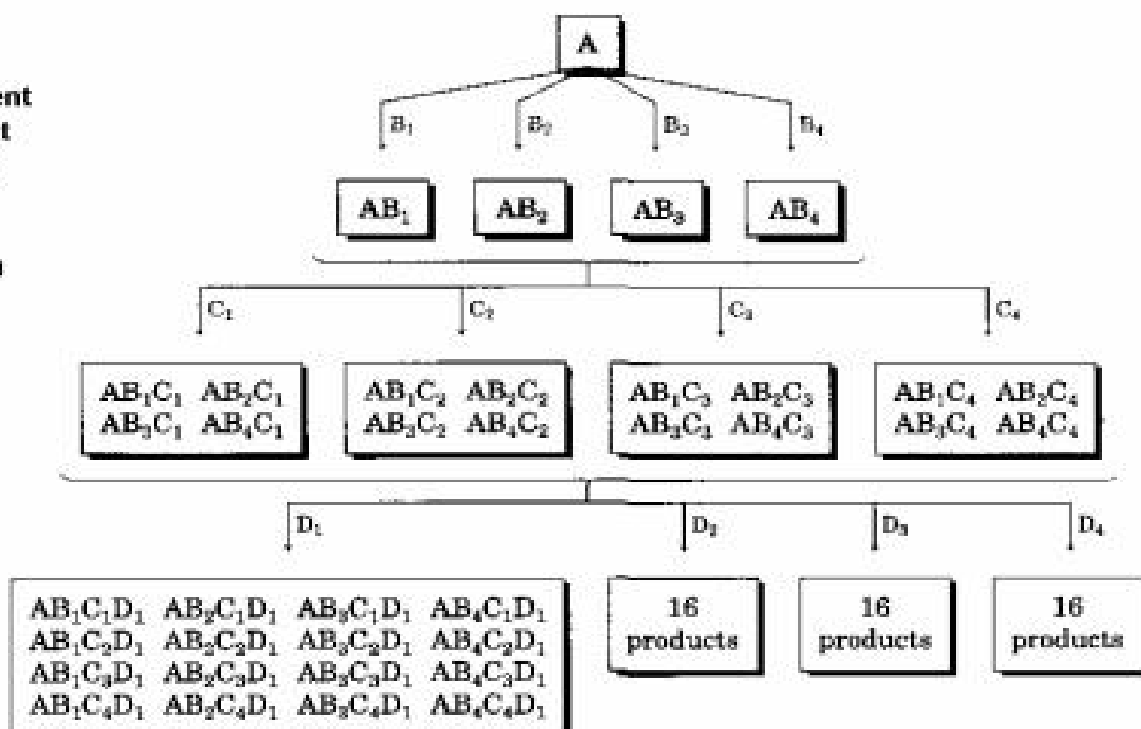 A
ent
t
B₁ B₂ B₃ B₄
AB₁ AB₂ AB₃ AB₄
C₁ C₂ C₃ C₄
AB₁C₁ AB₂C₁ AB₁C₂ AB₂C₂ AB₁C₃ AB₂C₃ AB₁C₄ AB₂C₄
AB₃C₁ AB₄C₁ AB₃C₂ AB₄C₂ AB₃C₃ AB₄C₃ AB₃C₄ AB₄C₄
D₁ D₂ D₃ D₄
AB₁C₁D₁ AB₂C₁D₁ AB₃C₁D₁ AB₄C₁D₁ 16 16 16
AB₁C₂D₁ AB₂C₂D₁ AB₃C₂D₁ AB₄C₂D₁ products products products
AB₁C₃D₁ AB₂C₃D₁ AB₃C₃D₁ AB₄C₃D₁
AB₁C₄D₁ AB₂C₄D₁ AB₃C₄D₁ AB₄C₄D₁